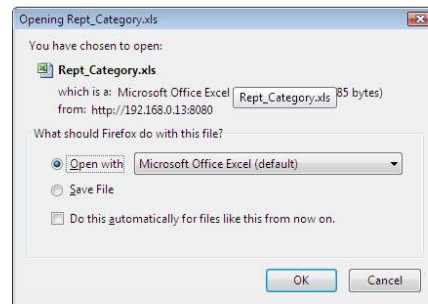 Opening Rept_Category.xls
You have chosen to open:
Rept_Category.xls
which is a: Microsoft Office Excel Rept_Category.xls 85 bytes)
from: http://192.168.0.13:8080
What should Firefox do with this file?
Open with Microsoft Office Excel (default)
Save File
Do this automatically for files like this from now on.
OK Cancel